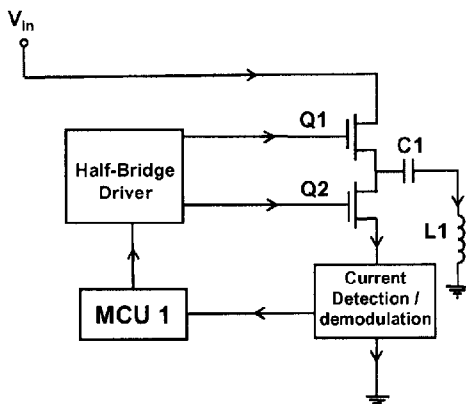 Vin
Q1
C1
Half-Bridge
Driver
Q2
L1
Current
Detection /
demodulation
MCU 1